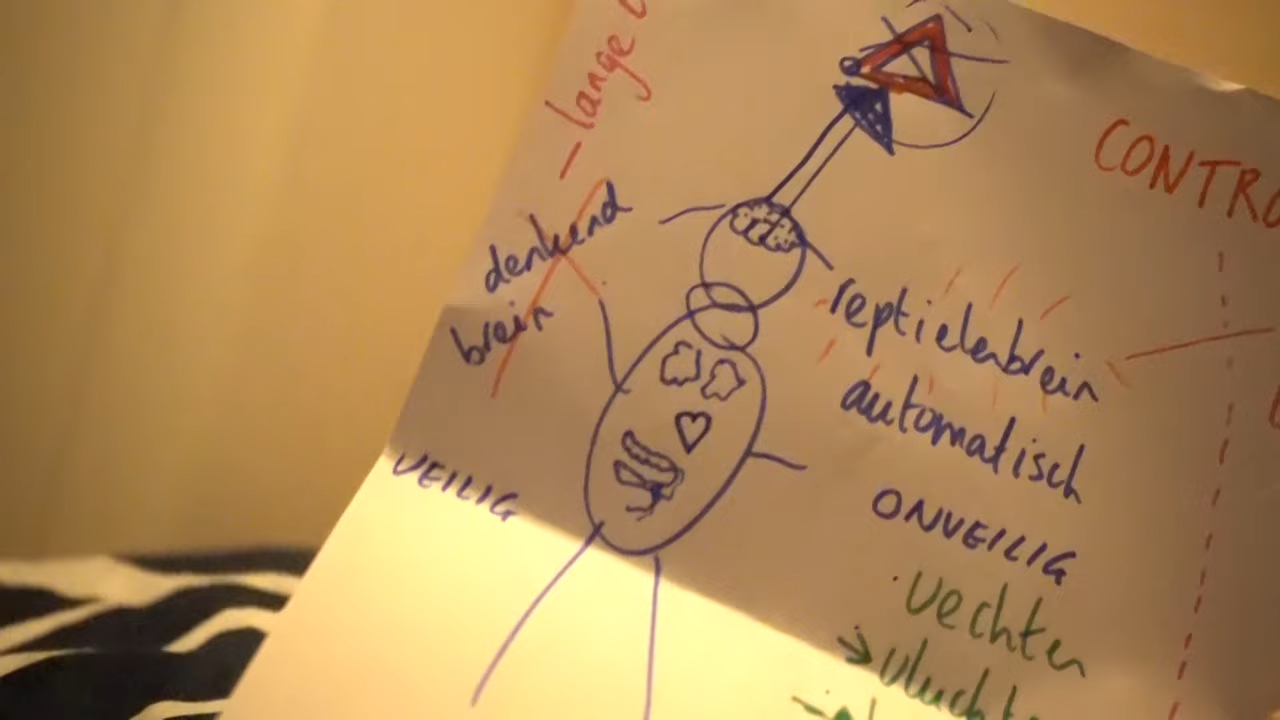 - lange
CONTRO
denkend
brein
reptielenbrein
automatisch
VEILIG
ONVEILIG
vechten
→ vluchten